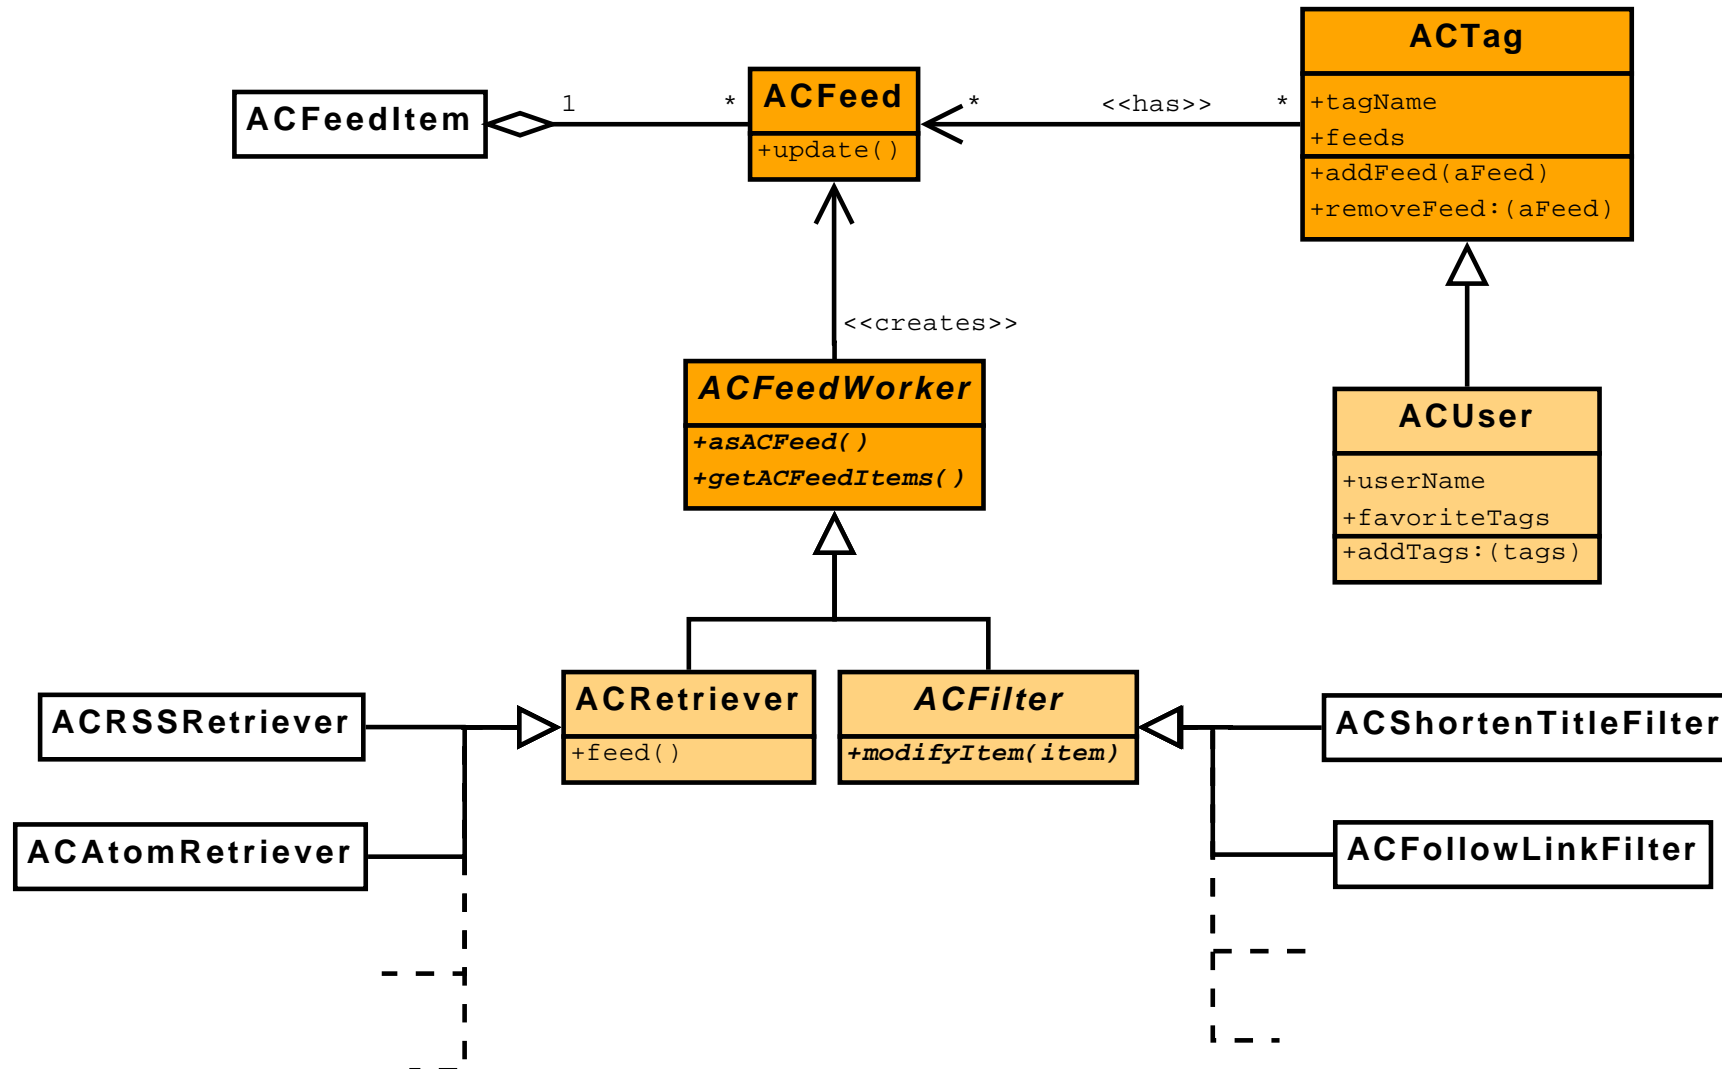 ACTag
+tagName
+feeds
+addFeed(aFeed)
+removeFeed:(aFeed)
ACFeedItem
1
*
ACFeed
+update()
*
<<has>>
*
<<creates>>
ACFeedWorker
+asACFeed()
+getACFeedItems()
ACUser
+userName
+favoriteTags
+addTags:(tags)
ACRetriever
+feed()
ACFilter
+modifyItem(item)
ACRSSRetriever
ACAtomRetriever
ACShortenTitleFilter
ACFollowLinkFilter